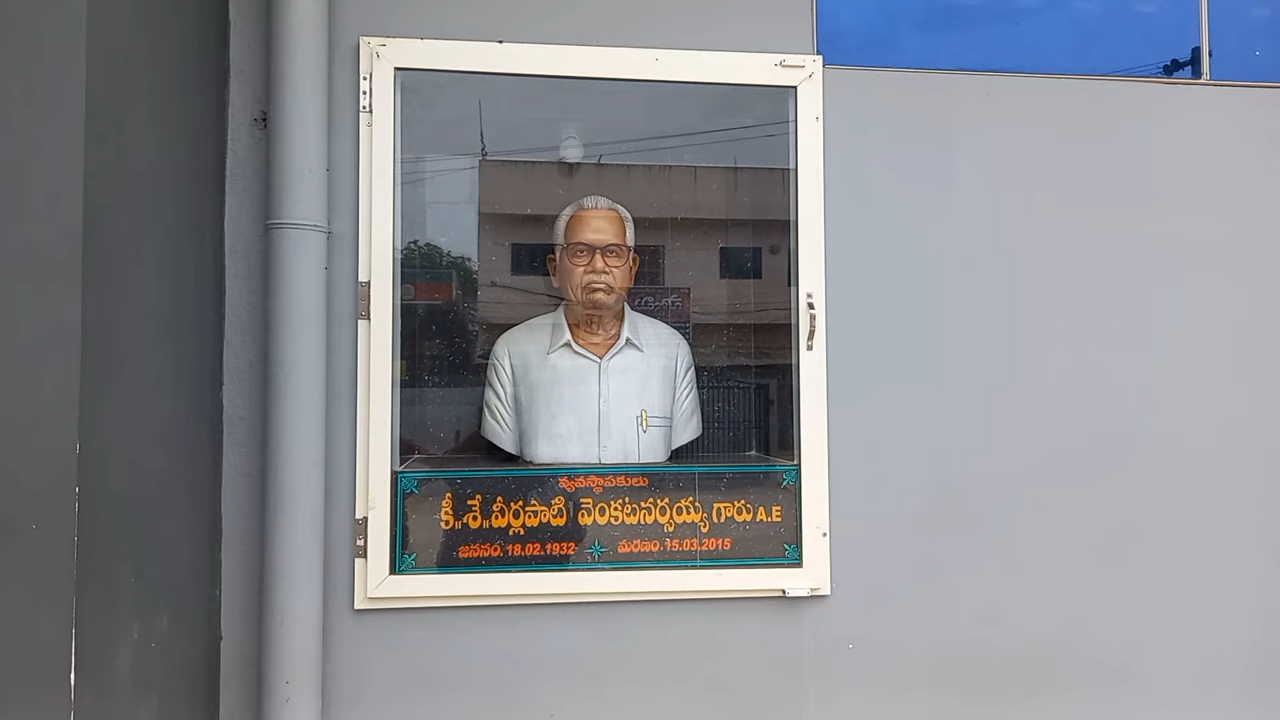 వ్యవస్థాపకులు
కీ॥శే॥వీర్లపాటి వెంకటనర్సయ్య గారు A.E
జననం.18.02.1932 మరణం.15.03.2015